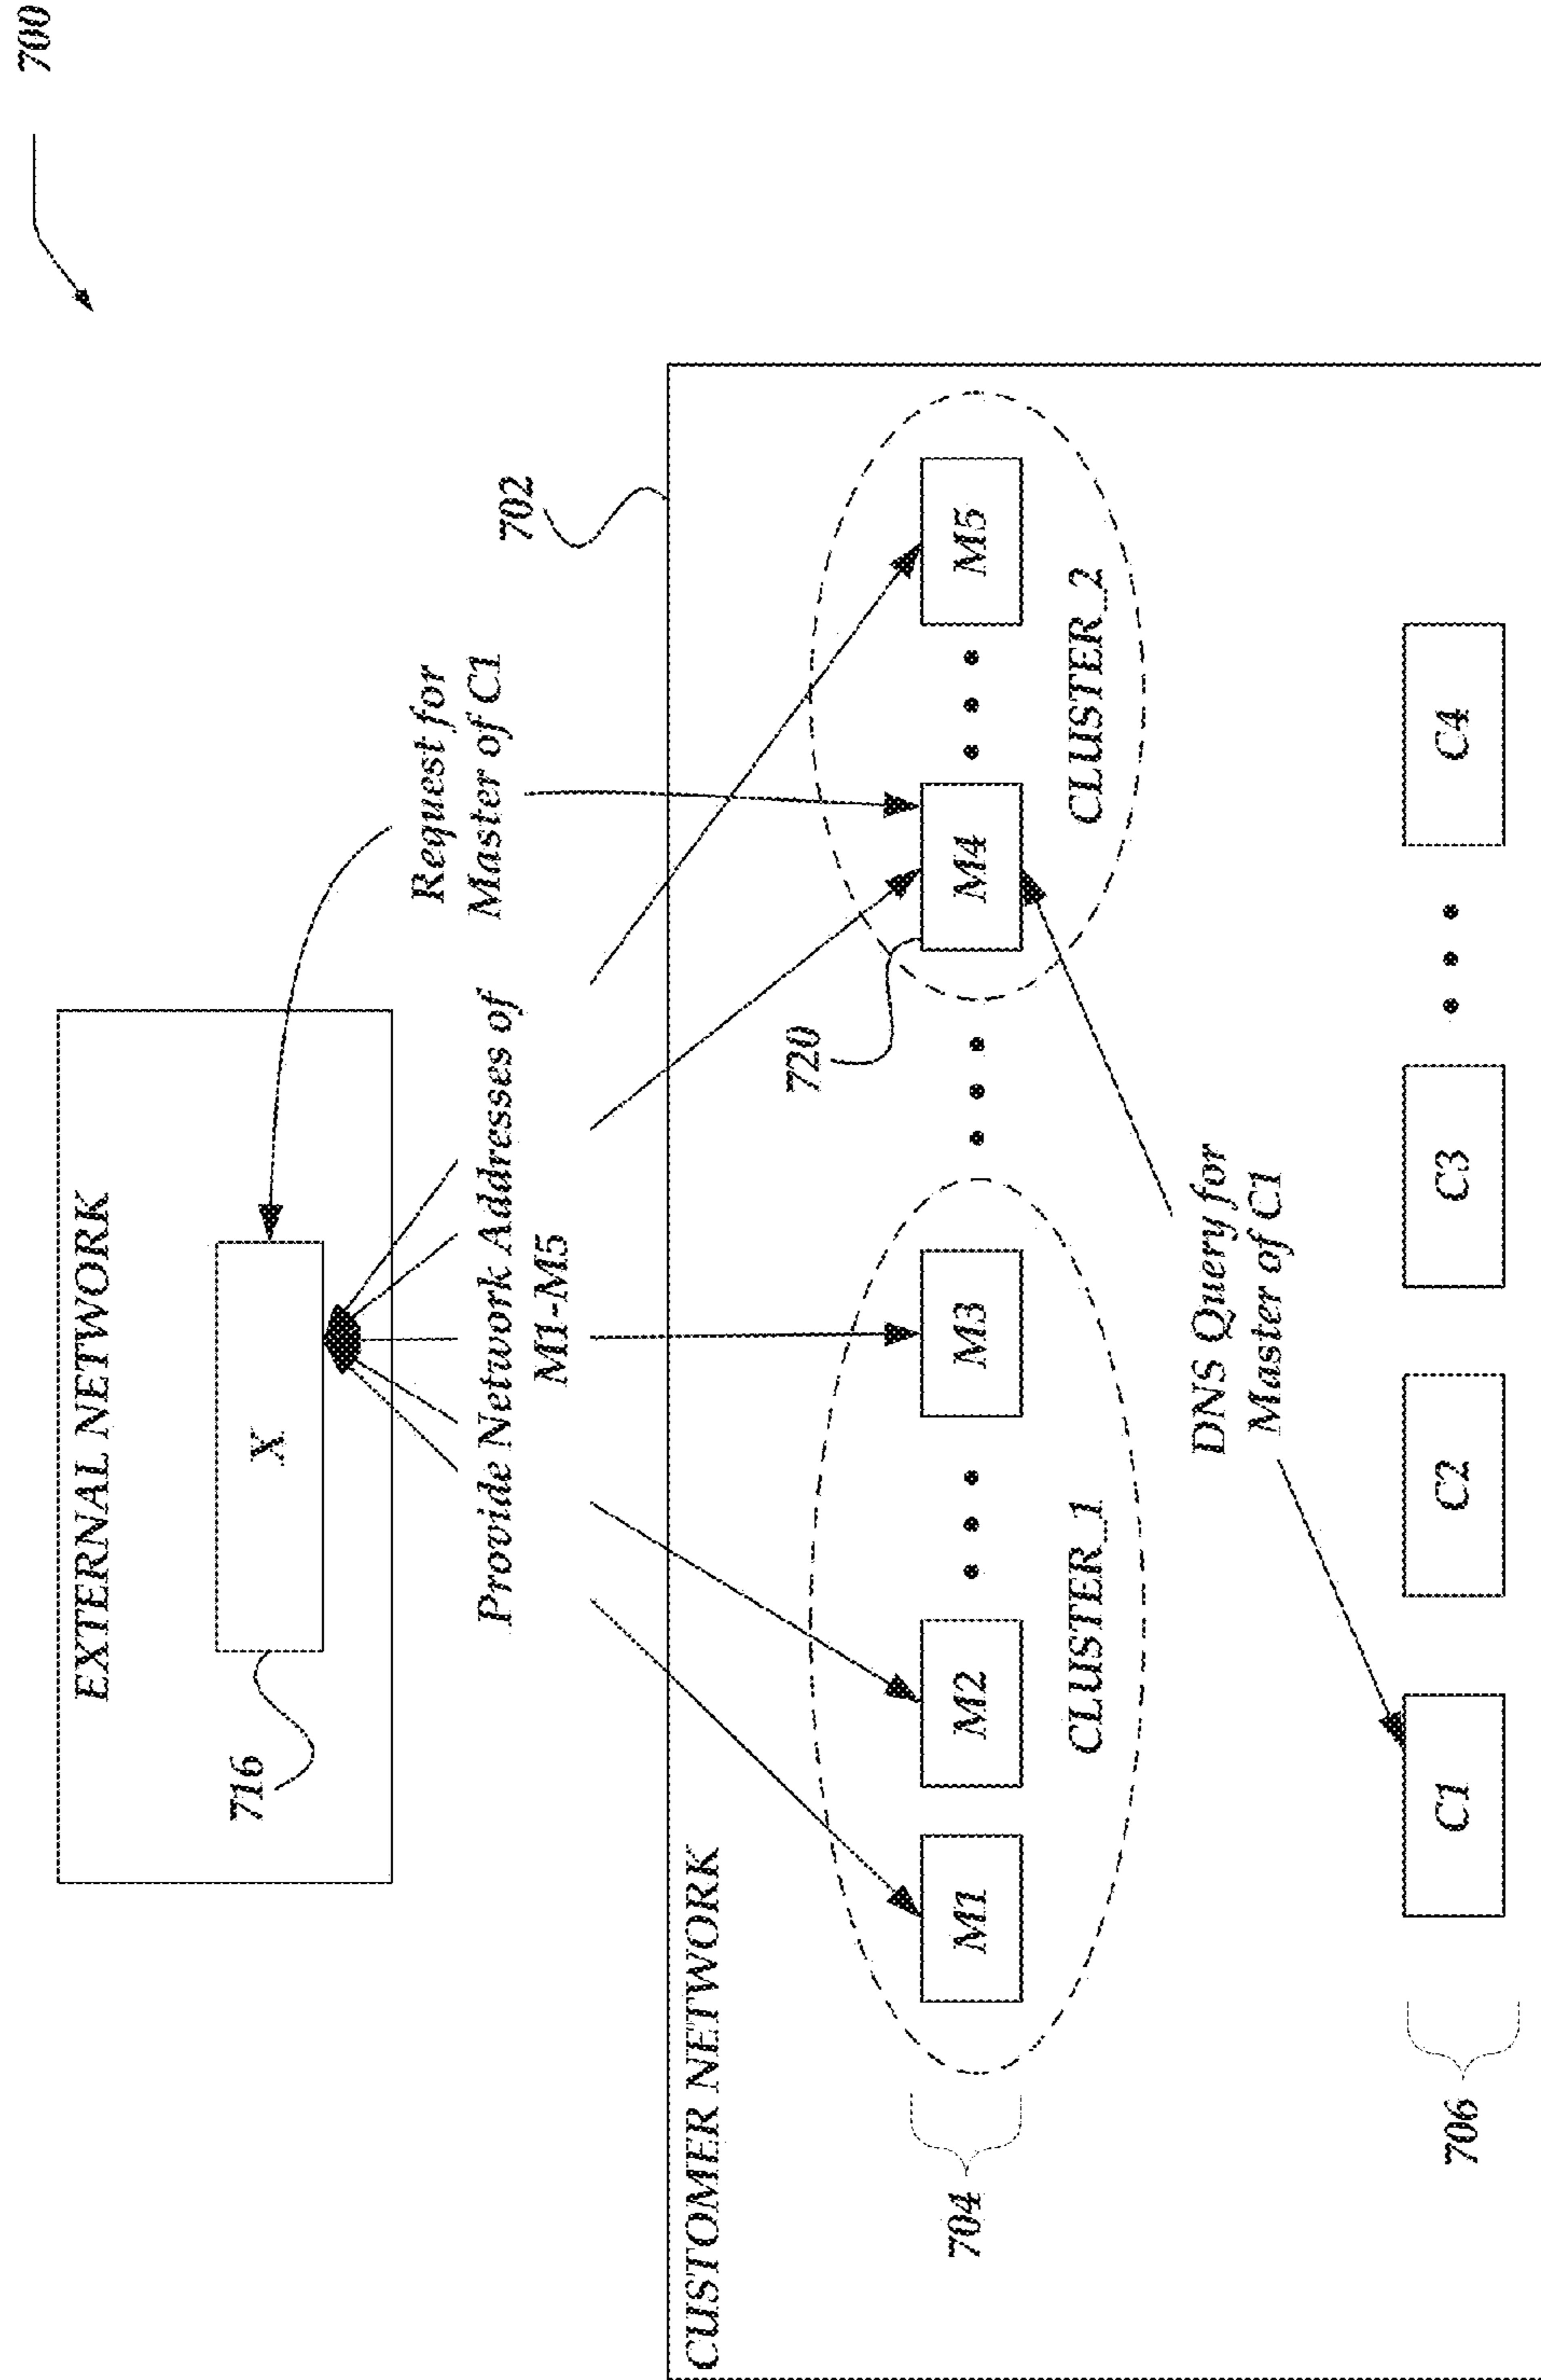 700
EXTERNAL NETWORK
X
716
Request for
Master of C1
Provide Network Addresses of
M1-M5
702
CUSTOMER NETWORK
720
M1
M2
M3
M4
M5
704
CLUSTER_1
CLUSTER_2
DNS Query for
Master of C1
C1
C2
C3
C4
706